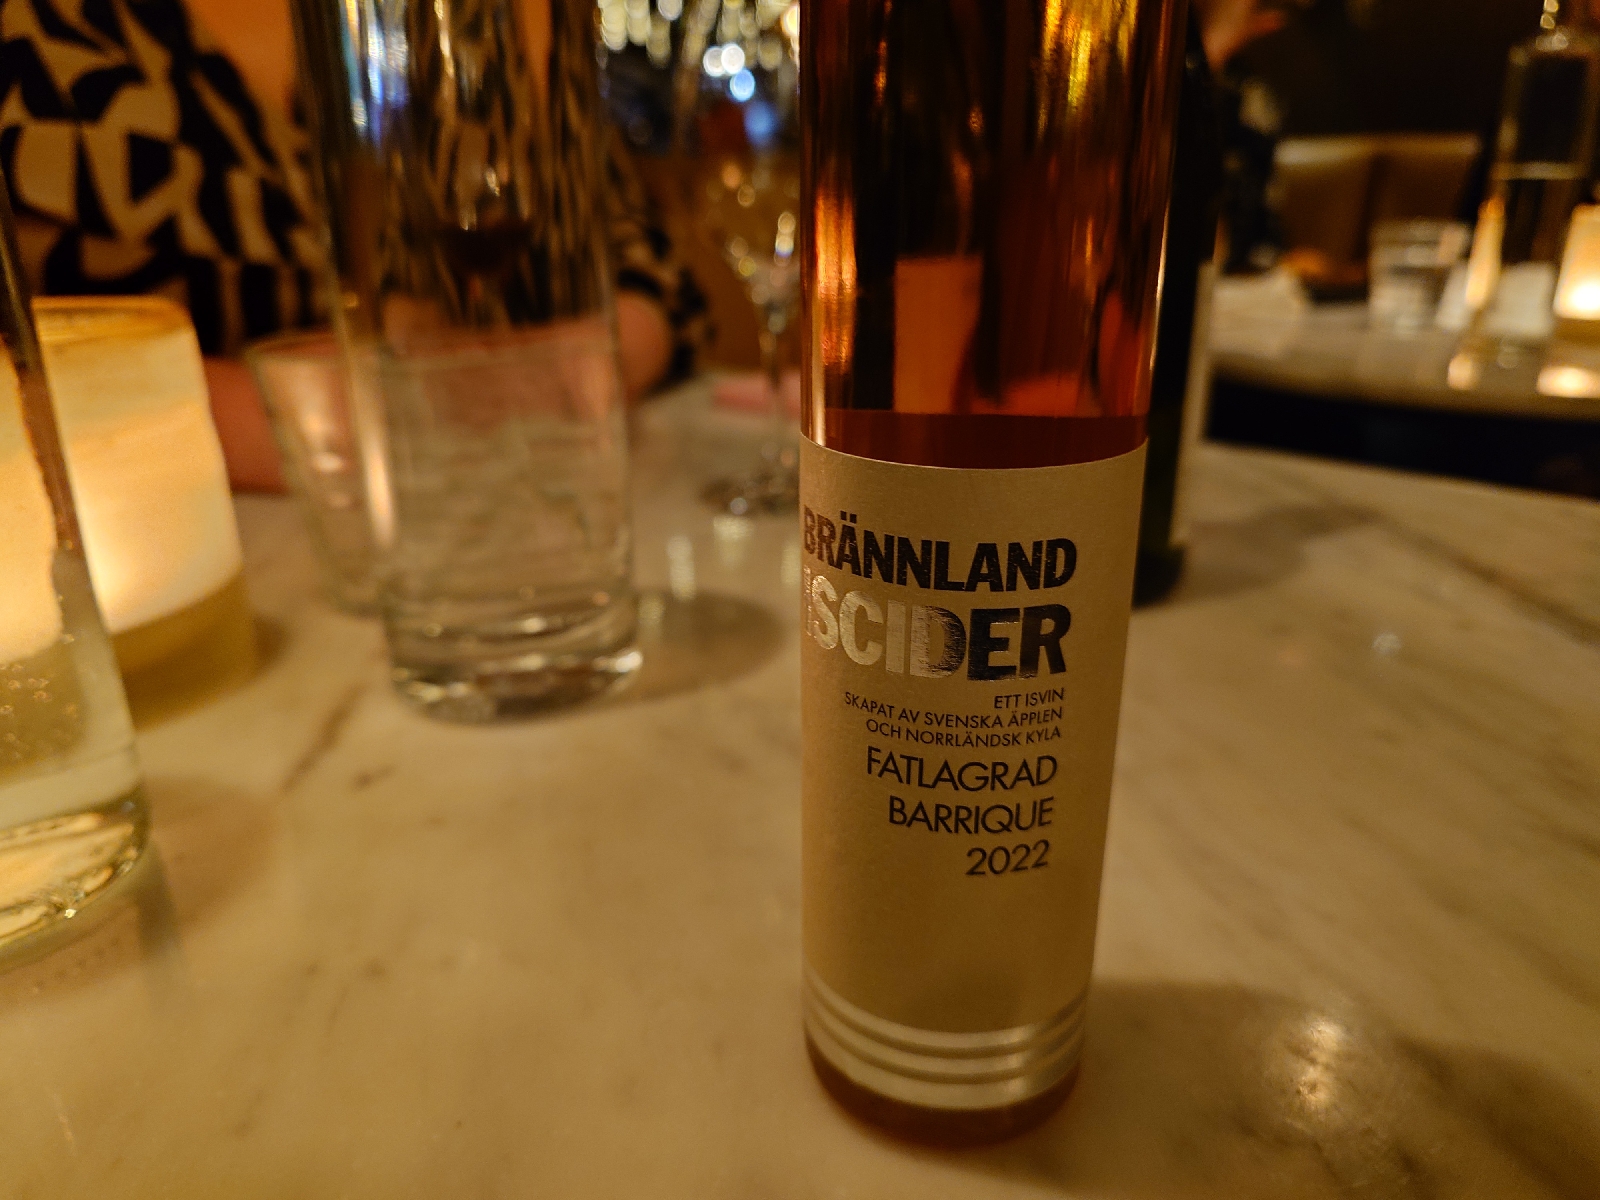 BRÄNNLAND
ISCIDER
ETT ISVIN
SKAPAT AV SVENSKA ÄPPLEN
OCH NORRLÄNDSK KYLA
FATLAGRAD
BARRIQUE
2022